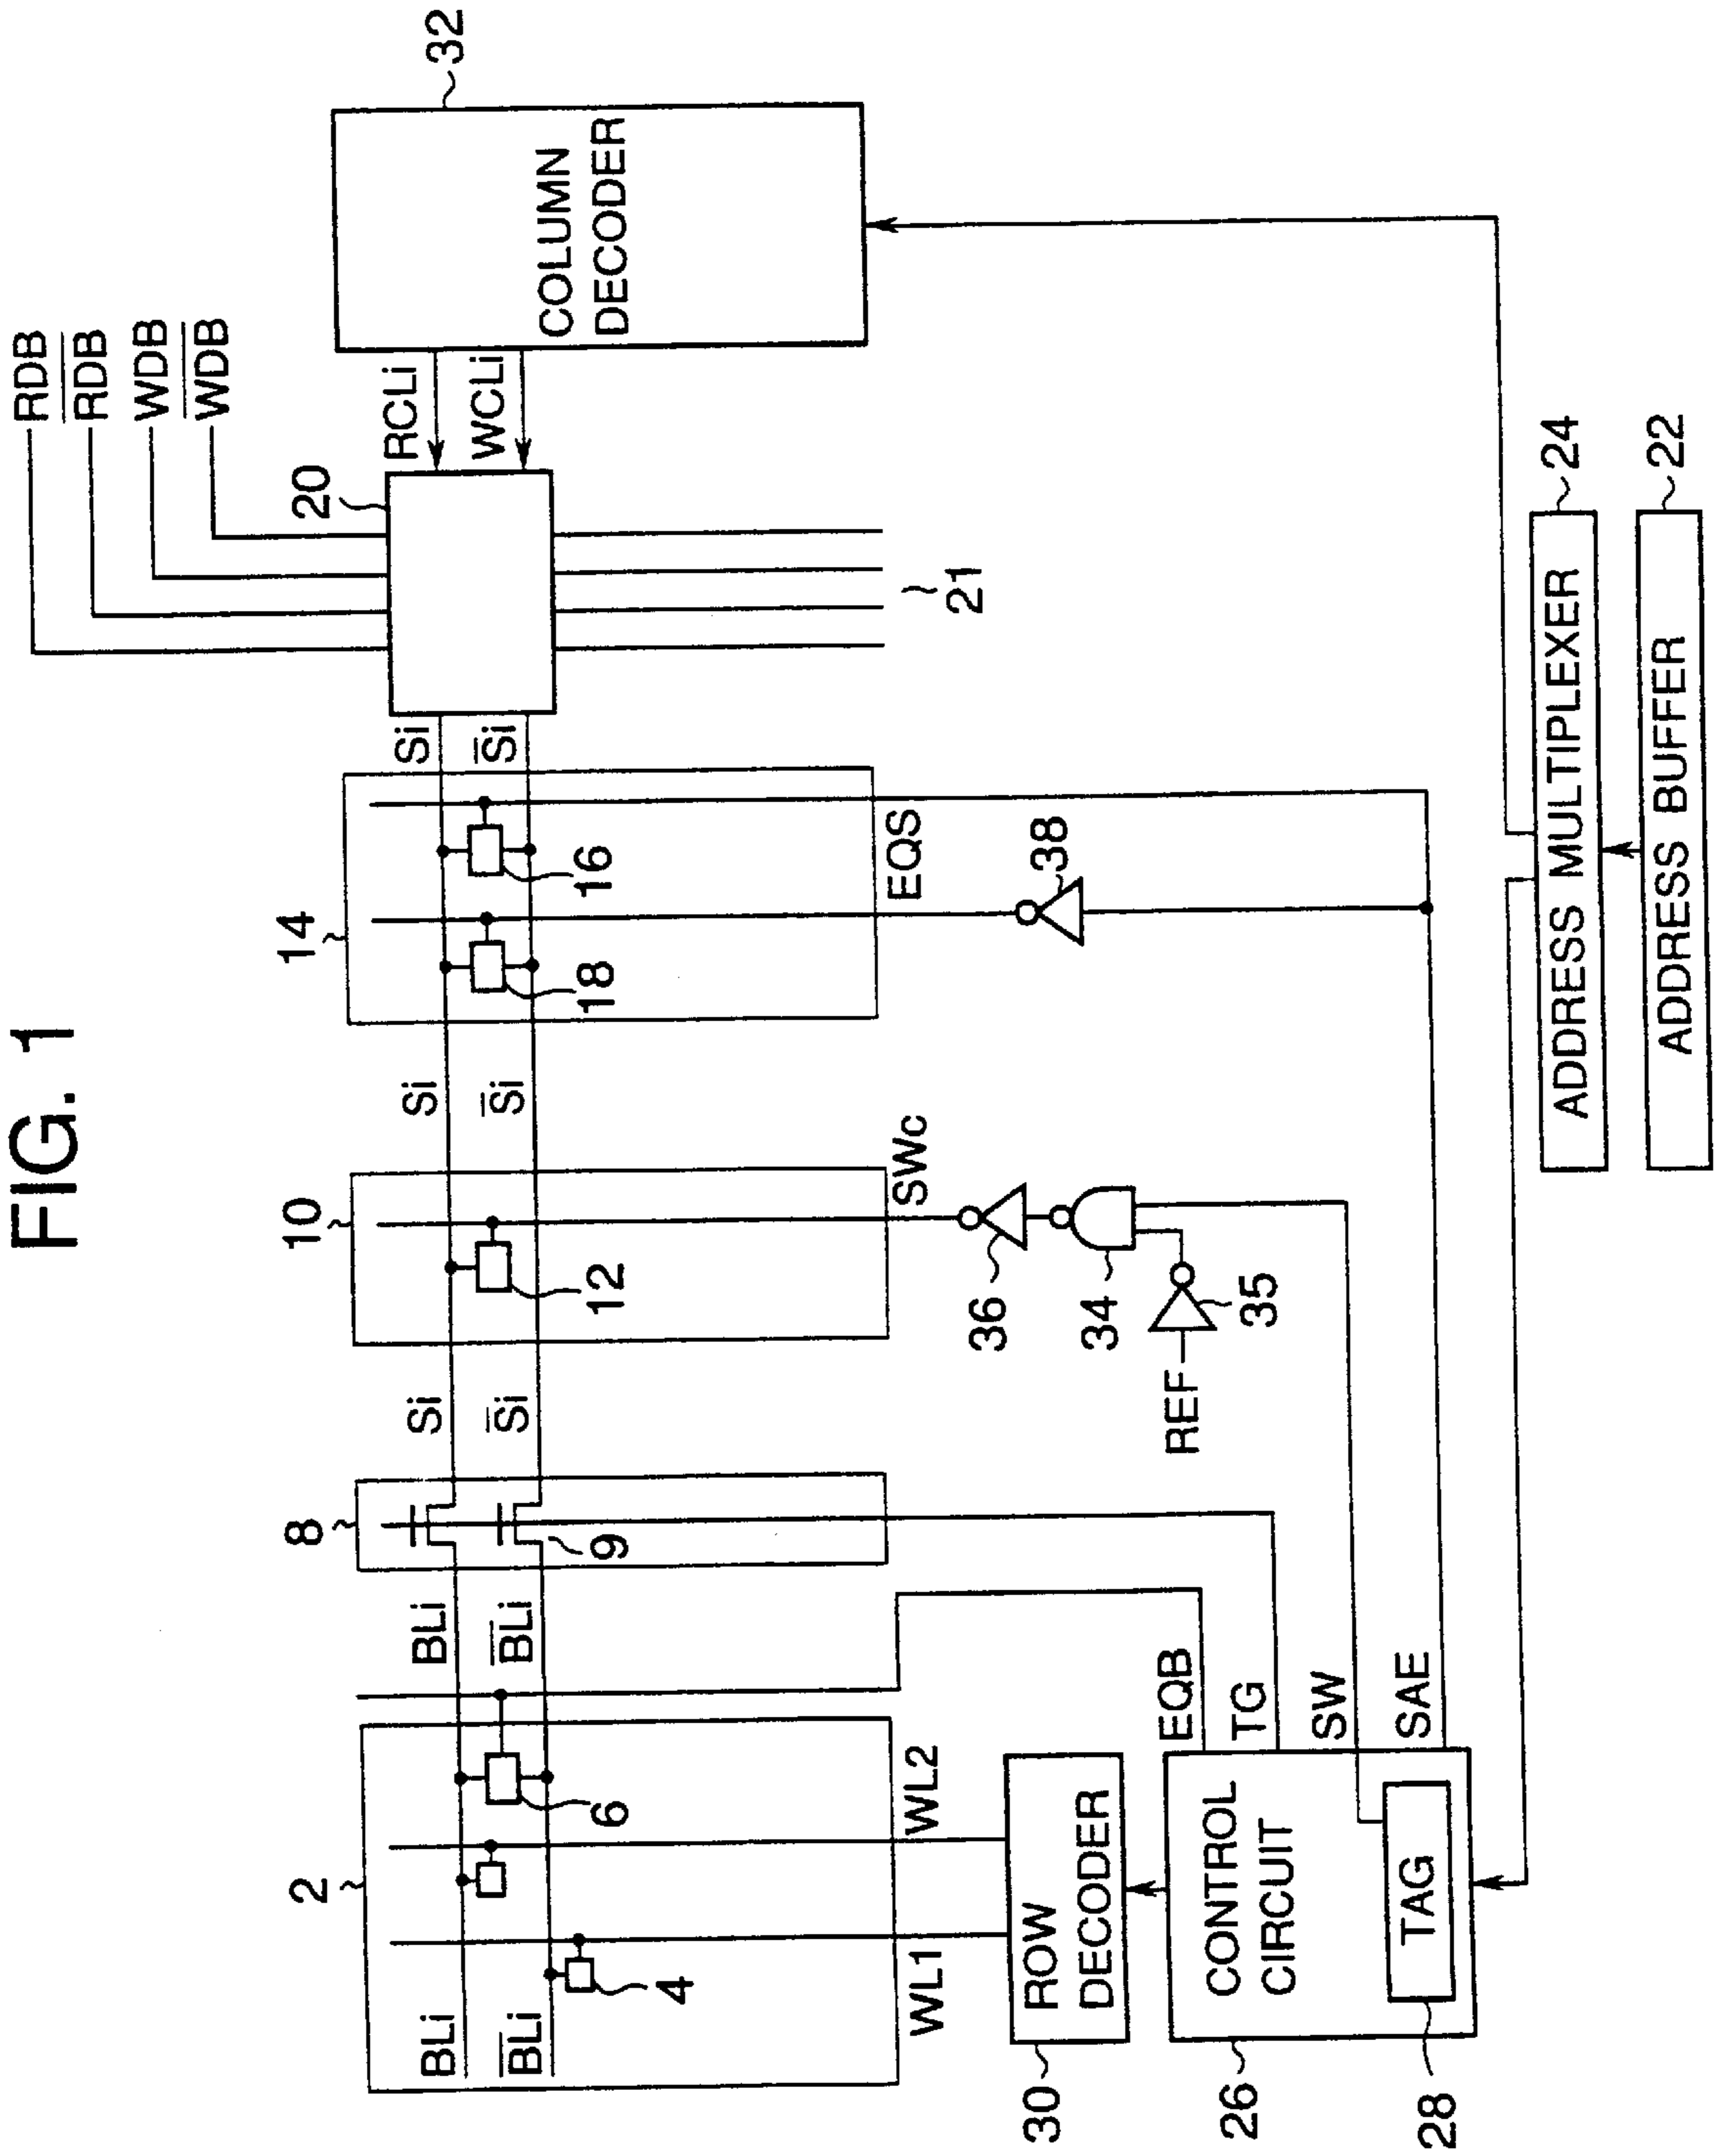 FIG. 1
RDB
RDB
WDB
WDB
14
10
8
2
20
32
BLi
BLi
Si
Si
Si
RCLi
BLi
BLi
Si
Si
Si
WCLi
COLUMN
DECODER
4
6
9
12
18
16
21
WL1
WL2
SWc
EQS
36
38
34
REF
35
30
ROW
DECODER
26
CONTROL
CIRCUIT
EQB
TG
SW
SAE
28
TAG
ADDRESS MULTIPLEXER
24
ADDRESS BUFFER
22